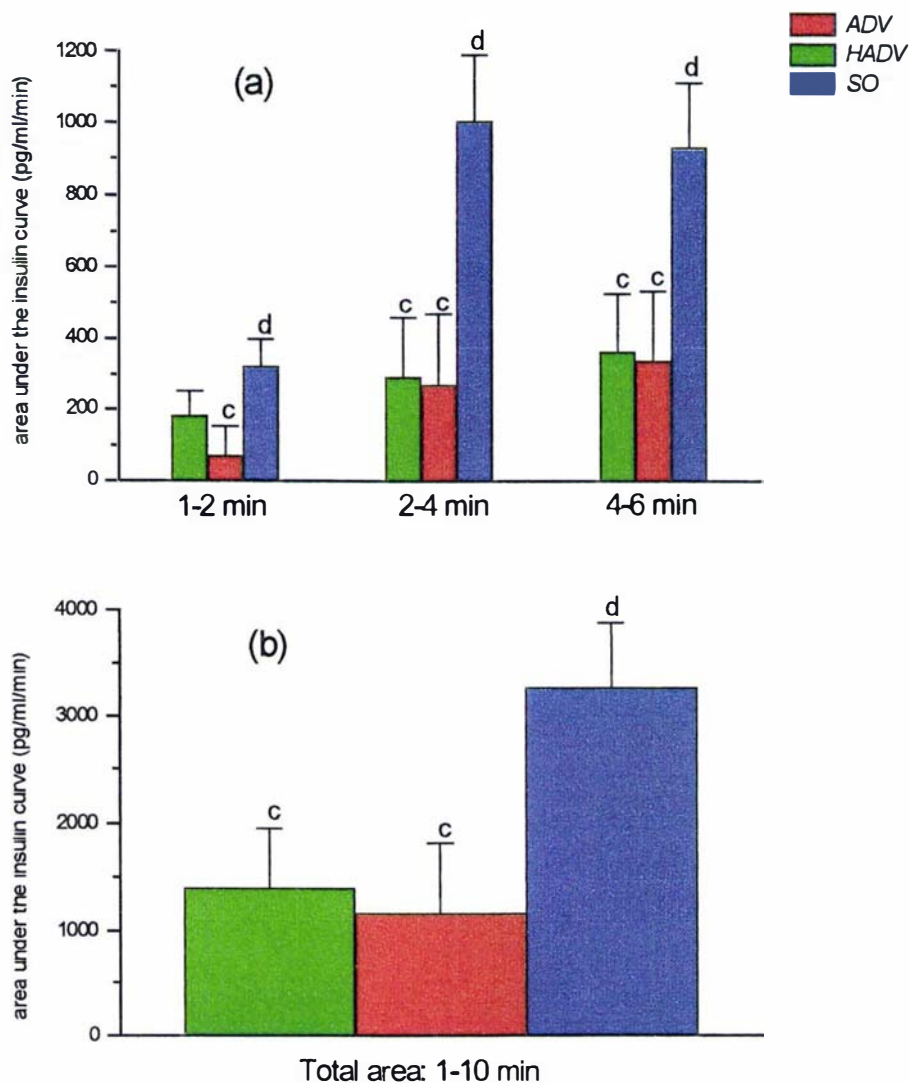 ADV
HADV
SO
(a)
area under the insulin curve (pg/ml/min)
1200
1000
800
600
400
200
0
c
d
c
c
d
c
c
d
1-2 min
2-4 min
4-6 min
(b)
area under the insulin curve (pg/ml/min)
4000
3000
2000
1000
0
c
c
d
Total area: 1-10 min